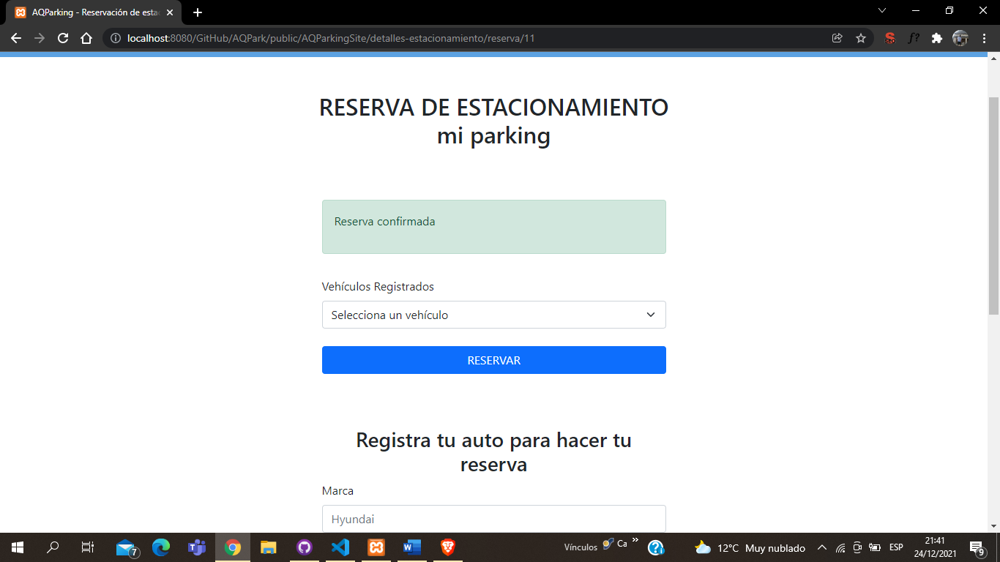 AQParking - Reservación de esta
localhost:8080/GitHub/AQPark/public/AQParkingSite/detalles-estacionamiento/reserva/11
RESERVA DE ESTACIONAMIENTO
mi parking
Reserva confirmada
Vehículos Registrados
Selecciona un vehículo
RESERVAR
Registra tu auto para hacer tu
reserva
Marca
Hyundai
7
Vínculos
Ca
12°C Muy nublado
ESP
21:41
24/12/2021
9